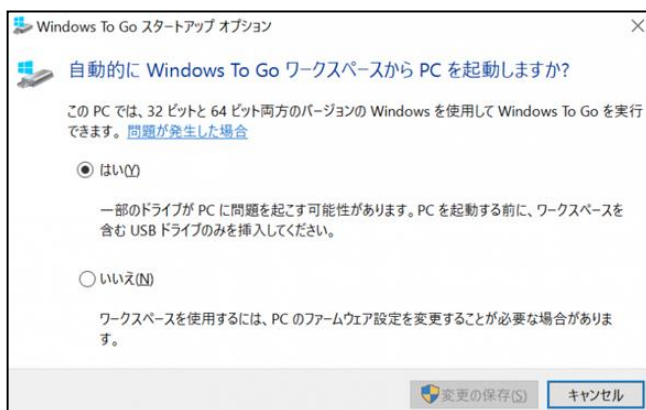 Windows To Go スタートアップ オプション
自動的に Windows To Go ワークスペースから PC を起動しますか?
この PC では、32 ビットと 64 ビット両方のバージョンの Windows を使用して Windows To Go を実行
できます。問題が発生した場合
はい(Y)
一部のドライブが PC に問題を起こす可能性があります。PC を起動する前に、ワークスペースを
含む USB ドライブのみを挿入してください。
いいえ(N)
ワークスペースを使用するには、PC のファームウェア設定を変更することが必要な場合がありま
す。
変更の保存(S) キャンセル